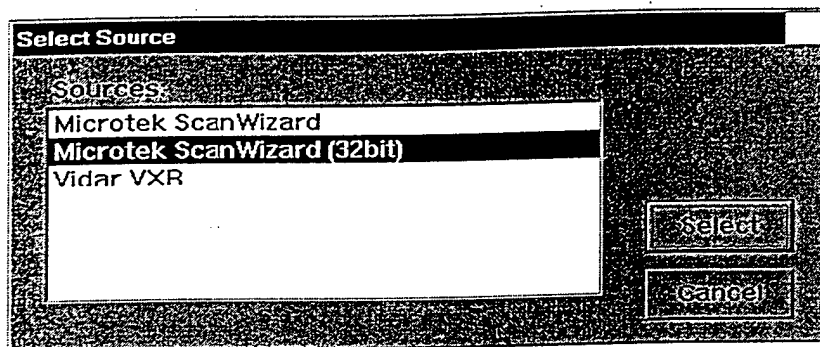 Select Source
Sources:
Microtek ScanWizard
Microtek ScanWizard (32bit)
Vidar VXR
Select
Cancel